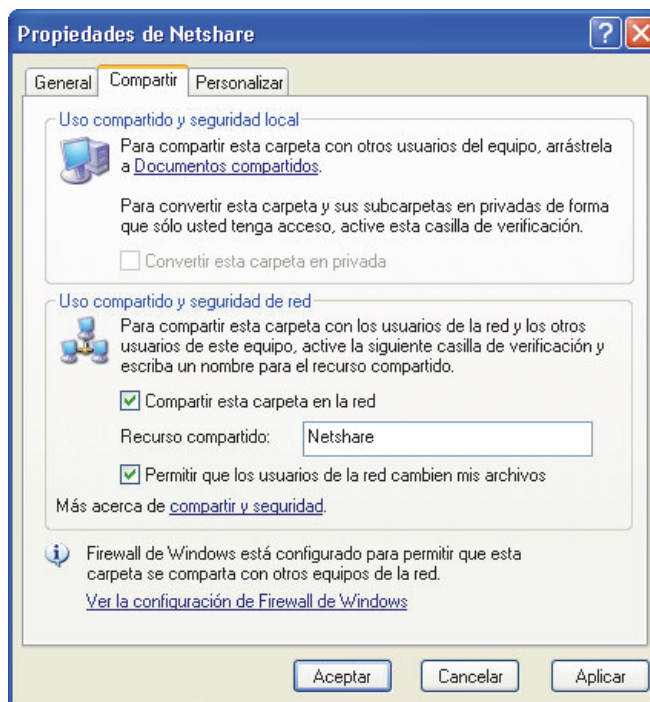 Propiedades de Netshare
General
Compartir
Personalizar
Uso compartido y seguridad local
Para compartir esta carpeta con otros usuarios del equipo, arrástrela
a Documentos compartidos.
Para convertir esta carpeta y sus subcarpetas en privadas de forma
que sólo usted tenga acceso, active esta casilla de verificación.
Convertir esta carpeta en privada
Uso compartido y seguridad de red
Para compartir esta carpeta con los usuarios de la red y los otros
usuarios de este equipo, active la siguiente casilla de verificación y
escriba un nombre para el recurso compartido.
Compartir esta carpeta en la red
Recurso compartido: Netshare
Permitir que los usuarios de la red cambien mis archivos
Más acerca de compartir y seguridad.
Firewall de Windows está configurado para permitir que esta
carpeta se comparta con otros equipos de la red.
Ver la configuración de Firewall de Windows
Aceptar
Cancelar
Aplicar